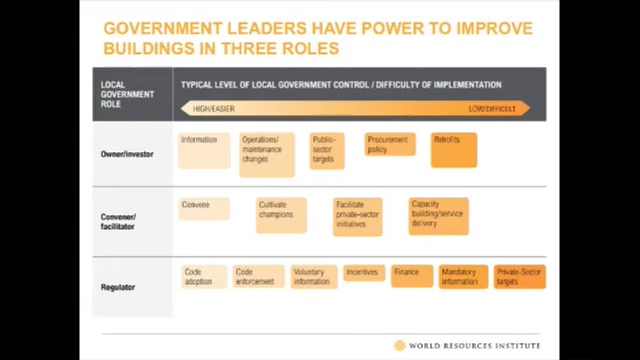 GOVERNMENT LEADERS HAVE POWER TO IMPROVE
BUILDINGS IN THREE ROLES
LOCAL
GOVERNMENT
ROLE
TYPICAL LEVEL OF LOCAL GOVERNMENT CONTROL / DIFFICULTY OF IMPLEMENTATION
HIGH/EASIER
LOW/DIFFICULT
Owner/investor
Information
Operations/
maintenance
changes
Public-
sector
targets
Procurement
policy
Retrofits
Convener/
facilitator
Convene
Cultivate
champions
Facilitate
private-sector
initiatives
Capacity
building/service
delivery
Regulator
Code
adoption
Code
enforcement
Voluntary
information
Incentives
Finance
Mandatory
information
Private-Sector
targets
WORLD RESOURCES INSTITUTE